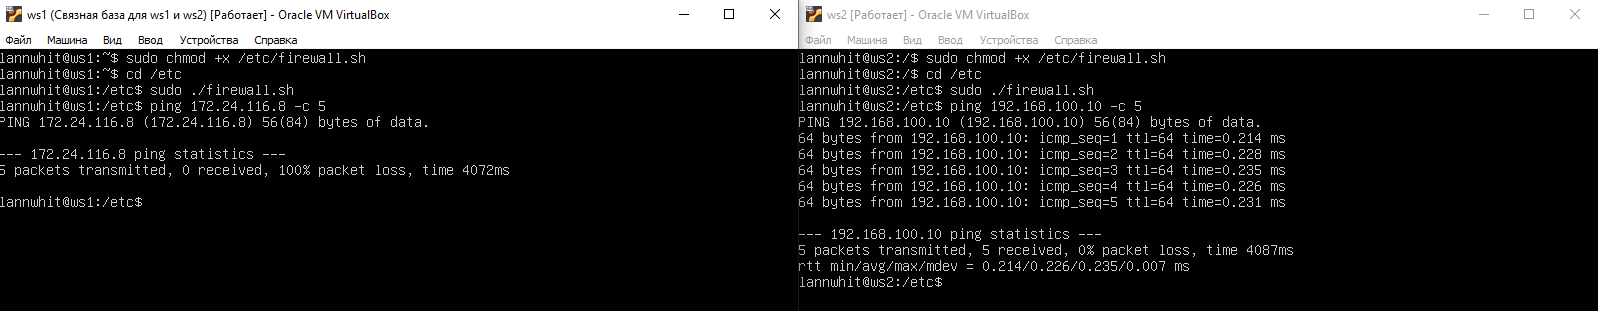 ws1 (Связная база для ws1 и ws2) [Работает] - Oracle VM VirtualBox
Файл Машина Вид Ввод Устройства Справка
lannwhit@ws1:~$ sudo chmod +x /etc/firewall.sh
lannwhit@ws1:~$ cd /etc
lannwhit@ws1:/etc$ sudo ./firewall.sh
lannwhit@ws1:/etc$ ping 172.24.116.8 -c 5
PING 172.24.116.8 (172.24.116.8) 56(84) bytes of data.
--- 172.24.116.8 ping statistics ---
5 packets transmitted, 0 received, 100% packet loss, time 4072ms
lannwhit@ws1:/etc$
ws2 [Работает] - Oracle VM VirtualBox
Файл Машина Вид Ввод Устройства Справка
lannwhit@ws2:/$ sudo chmod +x /etc/firewall.sh
lannwhit@ws2:/$ cd /etc
lannwhit@ws2:/etc$ sudo ./firewall.sh
lannwhit@ws2:/etc$ ping 192.168.100.10 -c 5
PING 192.168.100.10 (192.168.100.10) 56(84) bytes of data.
64 bytes from 192.168.100.10: icmp_seq=1 ttl=64 time=0.214 ms
64 bytes from 192.168.100.10: icmp_seq=2 ttl=64 time=0.228 ms
64 bytes from 192.168.100.10: icmp_seq=3 ttl=64 time=0.235 ms
64 bytes from 192.168.100.10: icmp_seq=4 ttl=64 time=0.226 ms
64 bytes from 192.168.100.10: icmp_seq=5 ttl=64 time=0.231 ms
--- 192.168.100.10 ping statistics ---
5 packets transmitted, 5 received, 0% packet loss, time 4087ms
rtt min/avg/max/mdev = 0.214/0.226/0.235/0.007 ms
lannwhit@ws2:/etc$